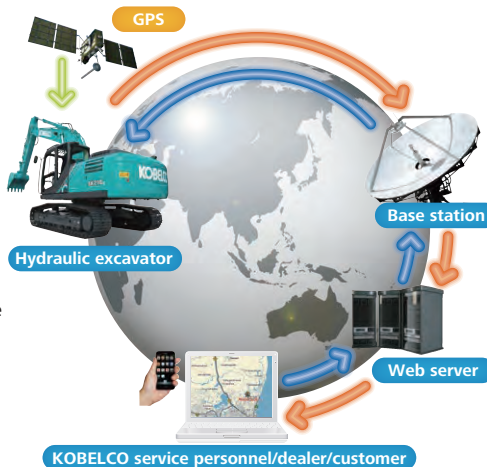 GPS
KOBELCO
Base station
Hydraulic excavator
e
Web server
KOBELCO service personnel/dealer/customer